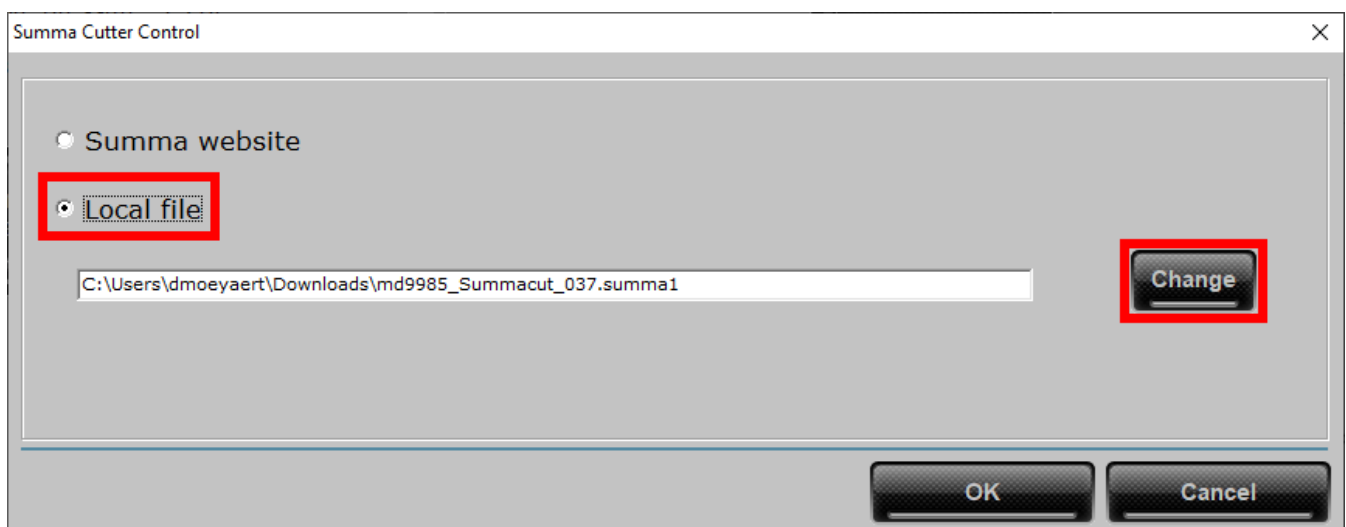 Summa Cutter Control
Summa website
Local file
C:\Users\dmoeyaert\Downloads\md9985_Summacut_037.summa1
Change
OK
Cancel